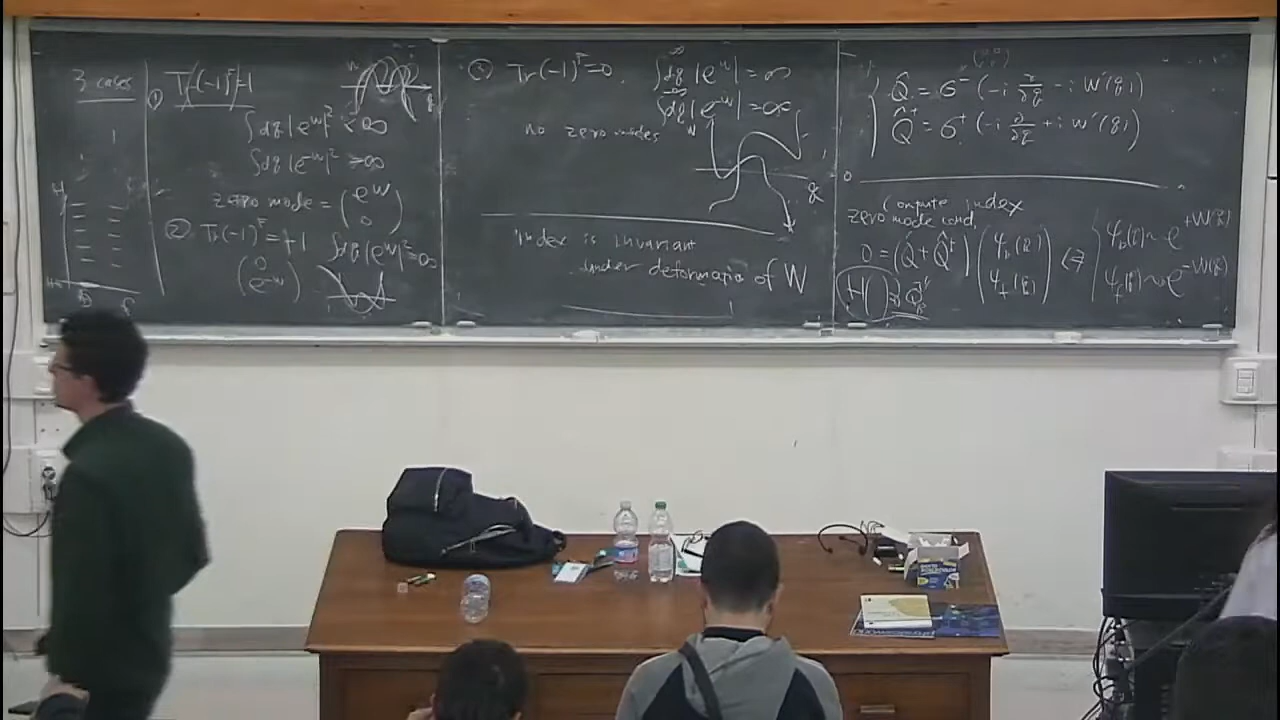 3 cases
① Tr(-1)^F=1
∫dq|e^W|² < ∞
∫dq|e^{-W}|² = ∞
zero mode = (e^W 0)
② Tr(-1)^F = -1 ∫dq|e^W|² = ∞
(0 e^{-W})
B F
③ Tr(-1)^F=0, ∫dq|e^W| = ∞
∫dq|e^{-W}| = ∞
no zero modes
W
q
index is invariant
under deformation of W
Q̂ = σ⁻(-i ∂/∂q - i W'(q))
Q̂⁺ = σ⁺(-i ∂/∂q + i W'(q))
Compute index
zero mode cond.
0 = (Q̂ + Q̂⁺)(ψ_b(q) ψ_f(q)) ⇔ ψ_b(q) ~ e^{+W(q)}
ψ_f(q) ~ e^{-W(q)}